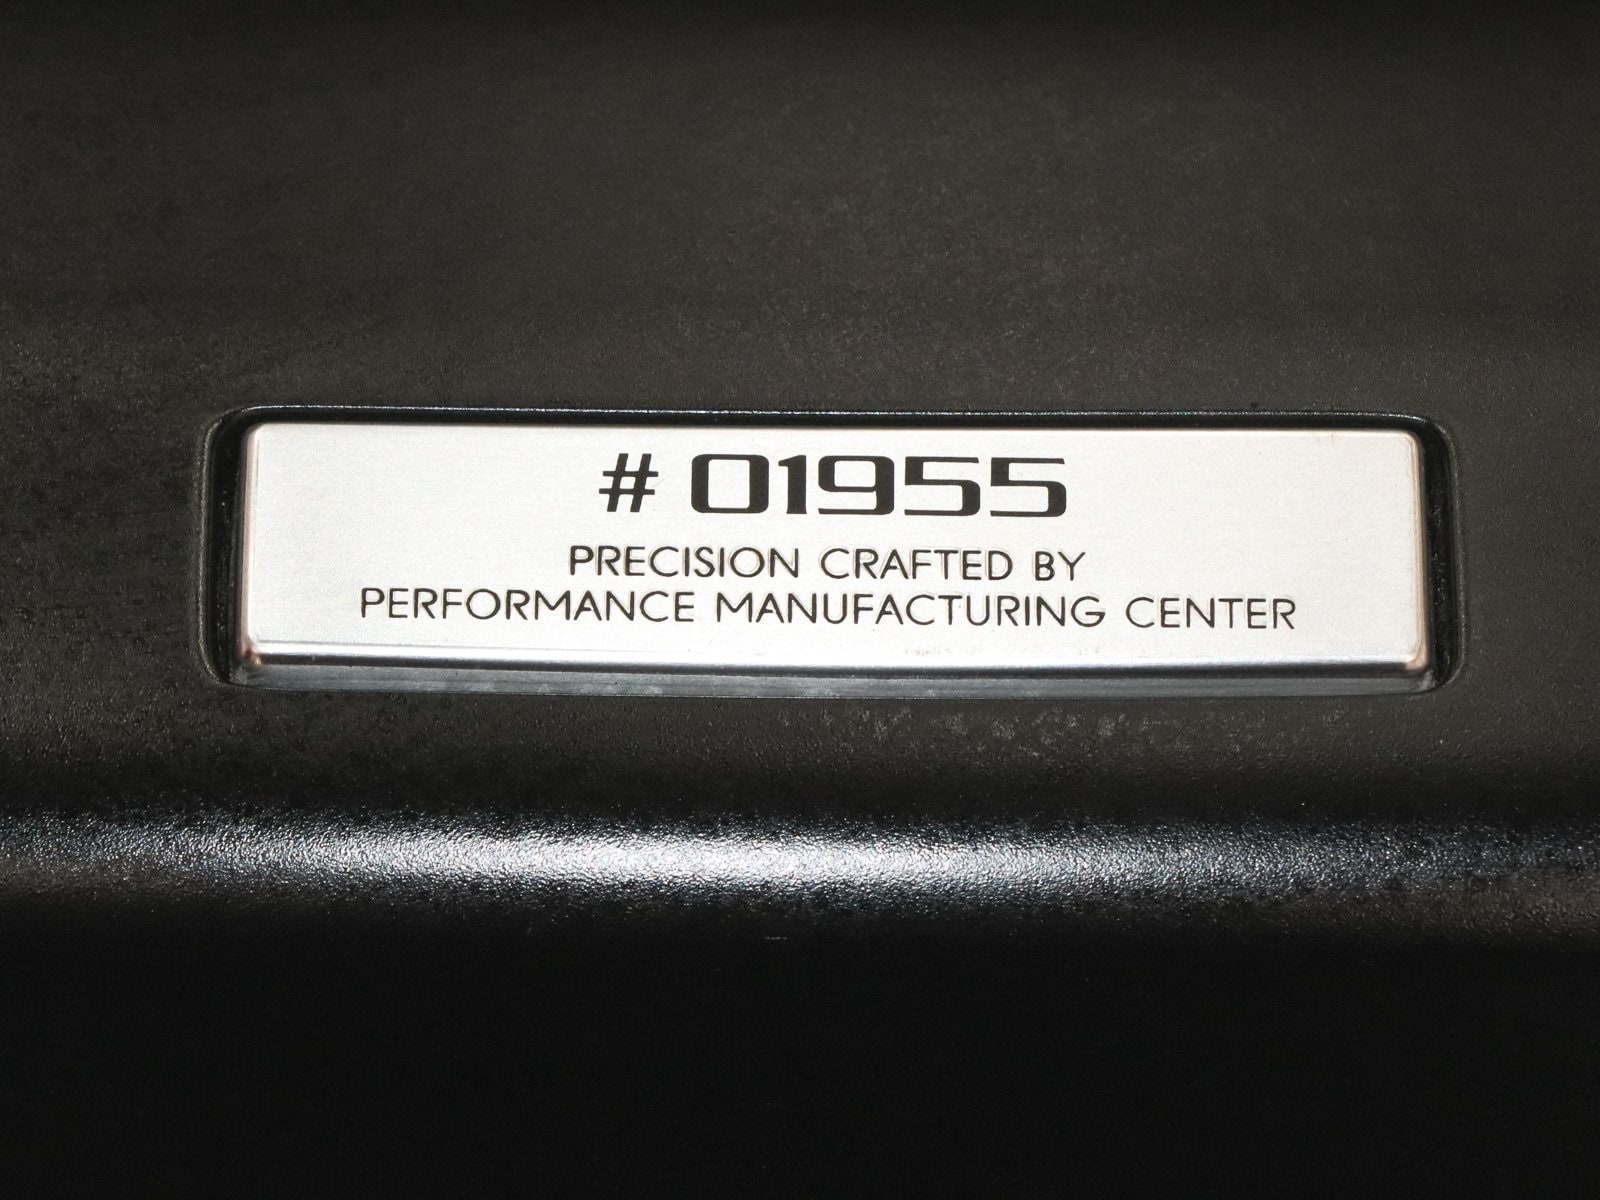 # 01955
PRECISION CRAFTED BY
PERFORMANCE MANUFACTURING CENTER